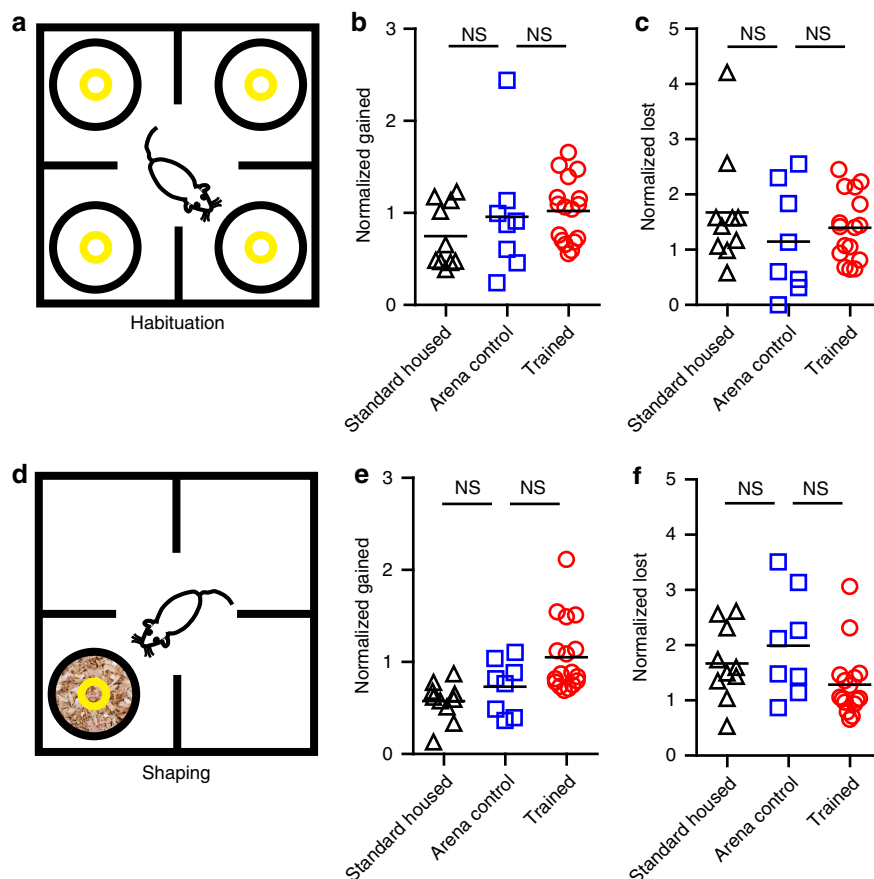 a
Habituation
b
Normalized gained
3
2
1
0
NS
NS
Standard housed
Arena control
Trained
c
Normalized lost
5
4
3
2
1
0
NS
NS
Standard housed
Arena control
Trained
d
Shaping
e
Normalized gained
3
2
1
0
NS
NS
Standard housed
Arena control
Trained
f
Normalized lost
5
4
3
2
1
0
NS
NS
Standard housed
Arena control
Trained